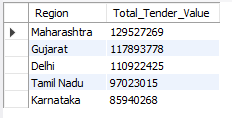 Region Total_Tender_Value
Maharashtra 129527269
Gujarat 117893778
Delhi 110922425
Tamil Nadu 97023015
Karnataka 85940268